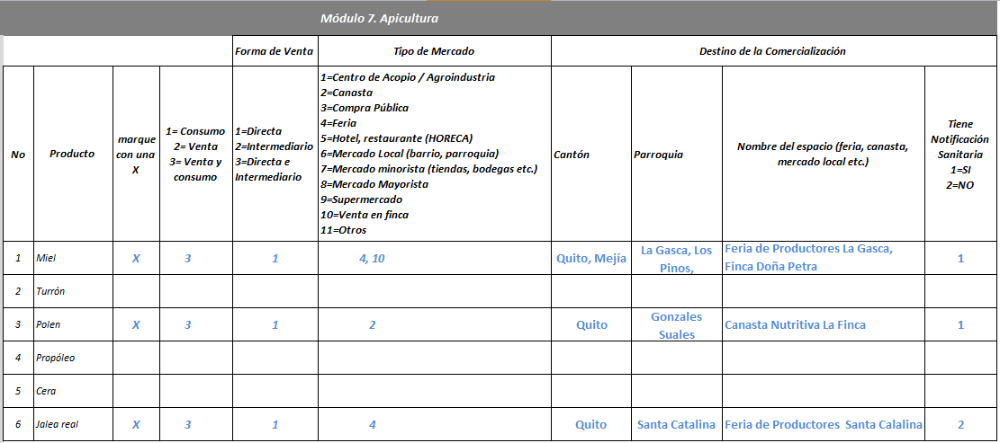 Módulo 7. Apicultura
Forma de Venta Tipo de Mercado Destino de la Comercialización
No
Producto
marque
con una
X
1= Consumo
2= Venta
3= Venta y
consumo
1=Directa
2=Intermediario
3=Directa e
Intermediario
1=Centro de Acopio / Agroindustria
2=Canasta
3=Compra Pública
4=Feria
5=Hotel, restaurante (HORECA)
6=Mercado Local (barrio, parroquia)
7=Mercado minorista (tiendas, bodegas etc.)
8=Mercado Mayorista
9=Supermercado
10=Venta en finca
11=Otros
Cantón
Parroquia
Nombre del espacio (feria, canasta,
mercado local etc.)
Tiene
Notificación
Sanitaria
1=SI
2=NO
1 Miel X 3 1 4, 10 Quito, Mejía La Gasca, Los Pinos, Feria de Productores La Gasca, Finca Doña Petra 1
2 Turrón
3 Polen X 3 1 2 Quito Gonzales Suales Canasta Nutritiva La Finca 1
4 Propóleo
5 Cera
6 Jalea real X 3 1 4 Quito Santa Catalina Feria de Productores Santa Calalina 2